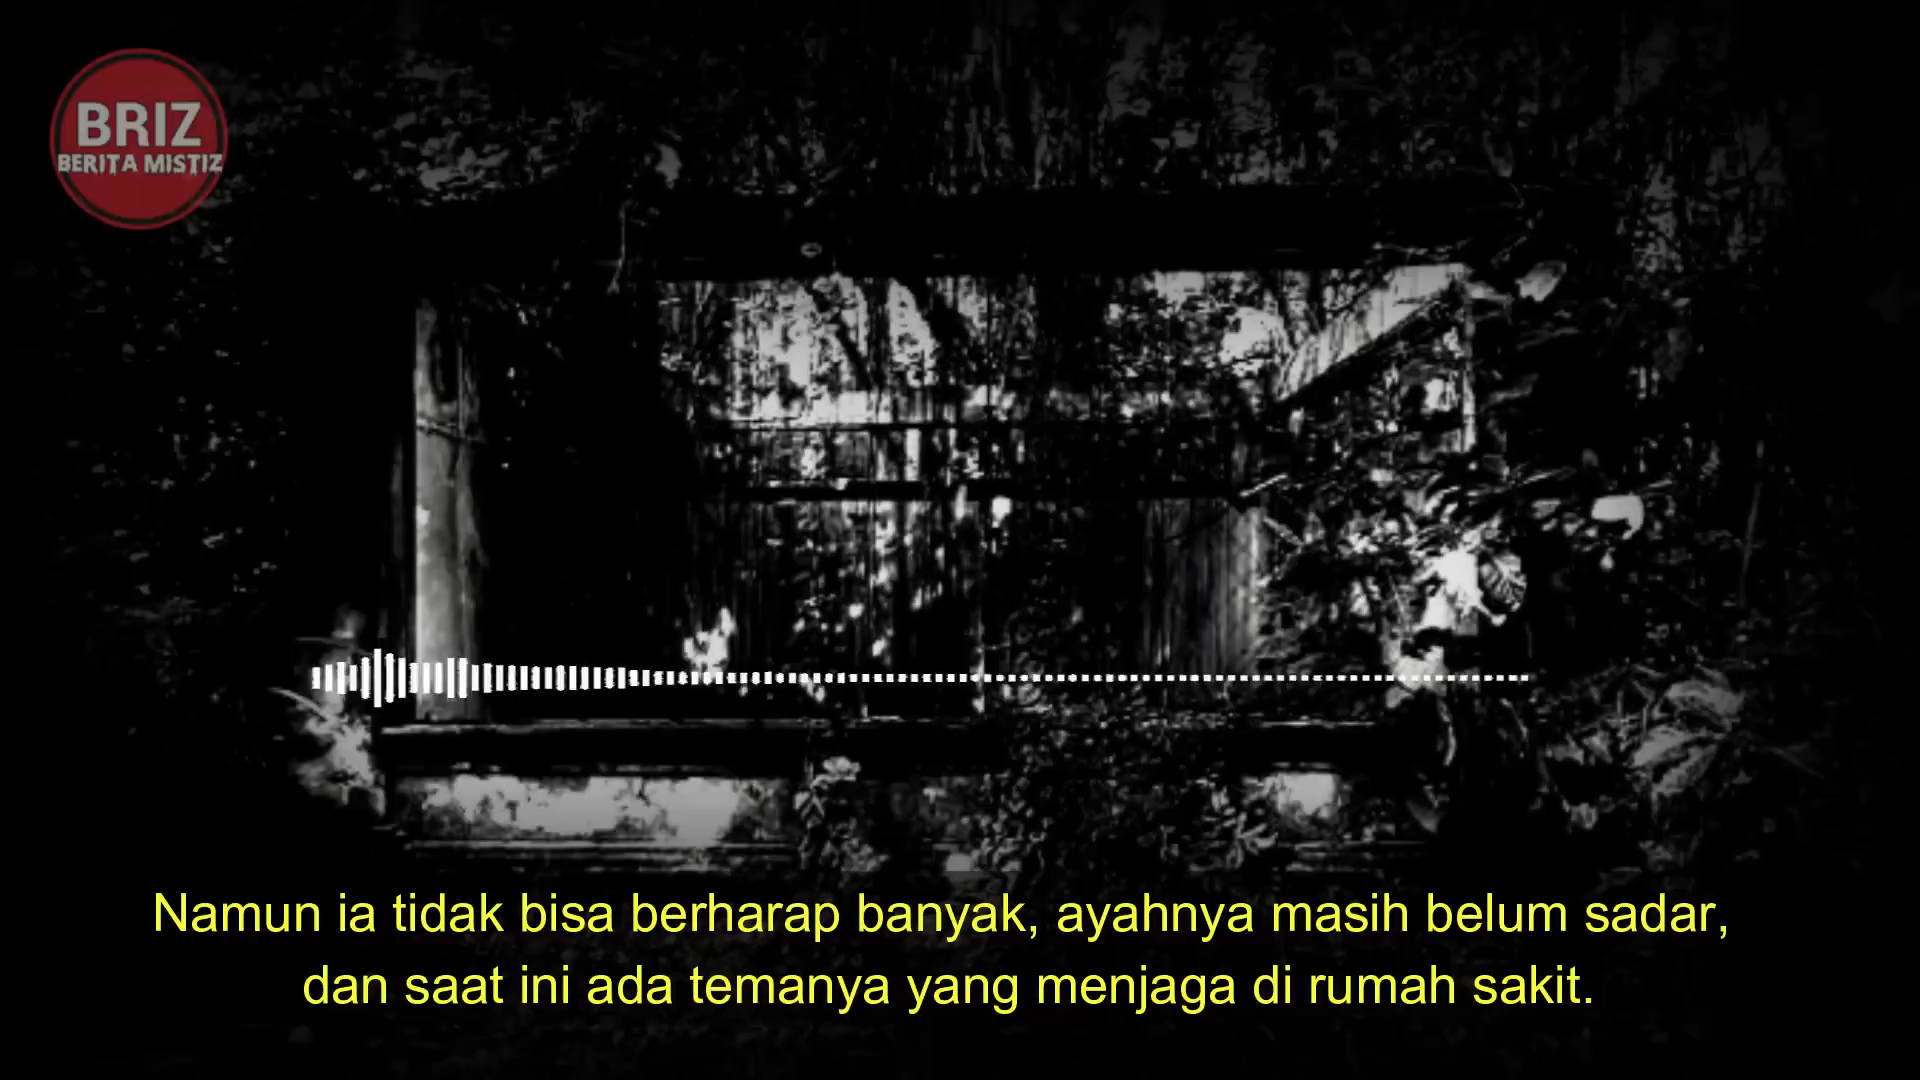 BRIZ
BERITA MISTIZ
Namun ia tidak bisa berharap banyak, ayahnya masih belum sadar,
dan saat ini ada temanya yang menjaga di rumah sakit.